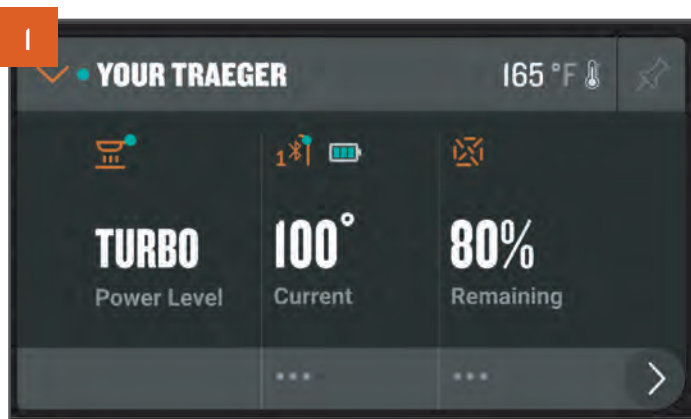 1
YOUR TRAEGER 165 °F
1
TURBO 100° 80%
Power Level Current Remaining